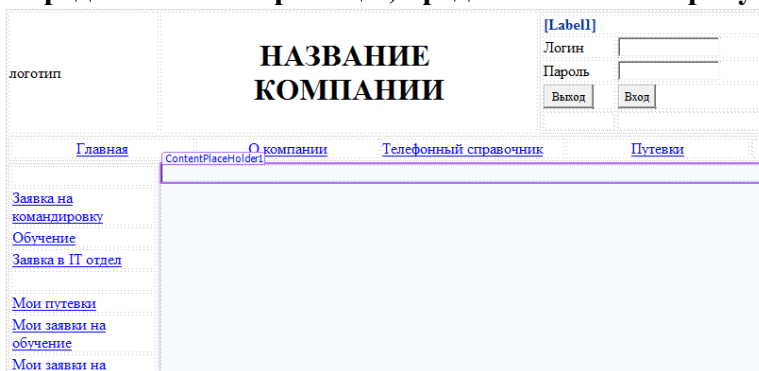 [Label1]
НАЗВАНИЕ
КОМПАНИИ
логотип
Логин
Пароль
Выход Вход
Главная О компании Телефонный справочник Путевки
ContentPlaceHolder1
Заявка на
командировку
Обучение
Заявка в IT отдел
Мои путевки
Мои заявки на
обучение
Мои заявки на